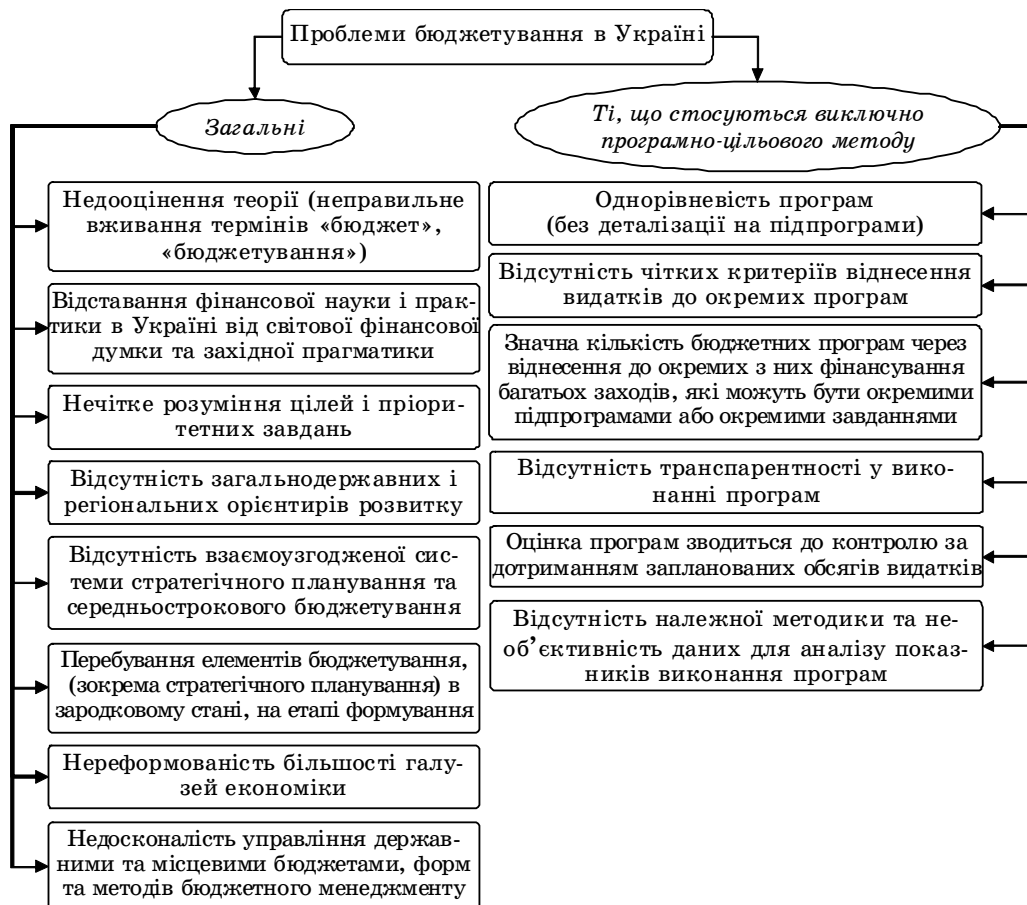 Проблеми бюджетування в Україні
Загальні
Ті, що стосуються виключно
програмно-цільового методу
Недооцінення теорії (неправильне
вживання термінів «бюджет»,
«бюджетування»)
Відставання фінансової науки і прак-
тики в Україні від світової фінансової
думки та західної прагматики
Нечітке розуміння цілей і пріори-
тетних завдань
Відсутність загальнодержавних і
регіональних орієнтирів розвитку
Відсутність взаємоузгодженої сис-
теми стратегічного планування та
середньострокового бюджетування
Перебування елементів бюджетування,
(зокрема стратегічного планування) в
зародковому стані, на етапі формування
Нереформованість більшості галу-
зей економіки
Недосконалість управління держав-
ними та місцевими бюджетами, форм
та методів бюджетного менеджменту
Однорівневість програм
(без деталізації на підпрограми)
Відсутність чітких критеріїв віднесення
видатків до окремих програм
Значна кількість бюджетних програм через
віднесення до окремих з них фінансування
багатьох заходів, які можуть бути окремими
підпрограмами або окремими завданнями
Відсутність транспарентності у вико-
нанні програм
Оцінка програм зводиться до контролю за
дотриманням запланованих обсягів видатків
Відсутність належної методики та не-
об’єктивність даних для аналізу показ-
ників виконання програм